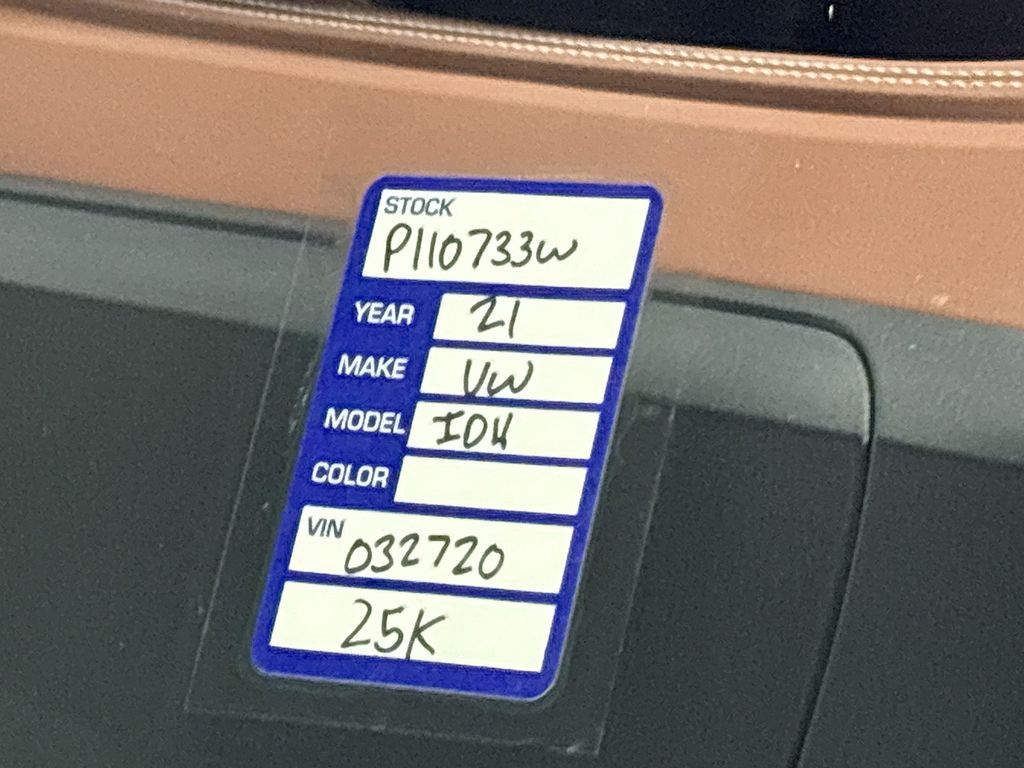 STOCK
P110733W
YEAR 21
MAKE VW
MODEL ID4
COLOR
VIN 032720
25K